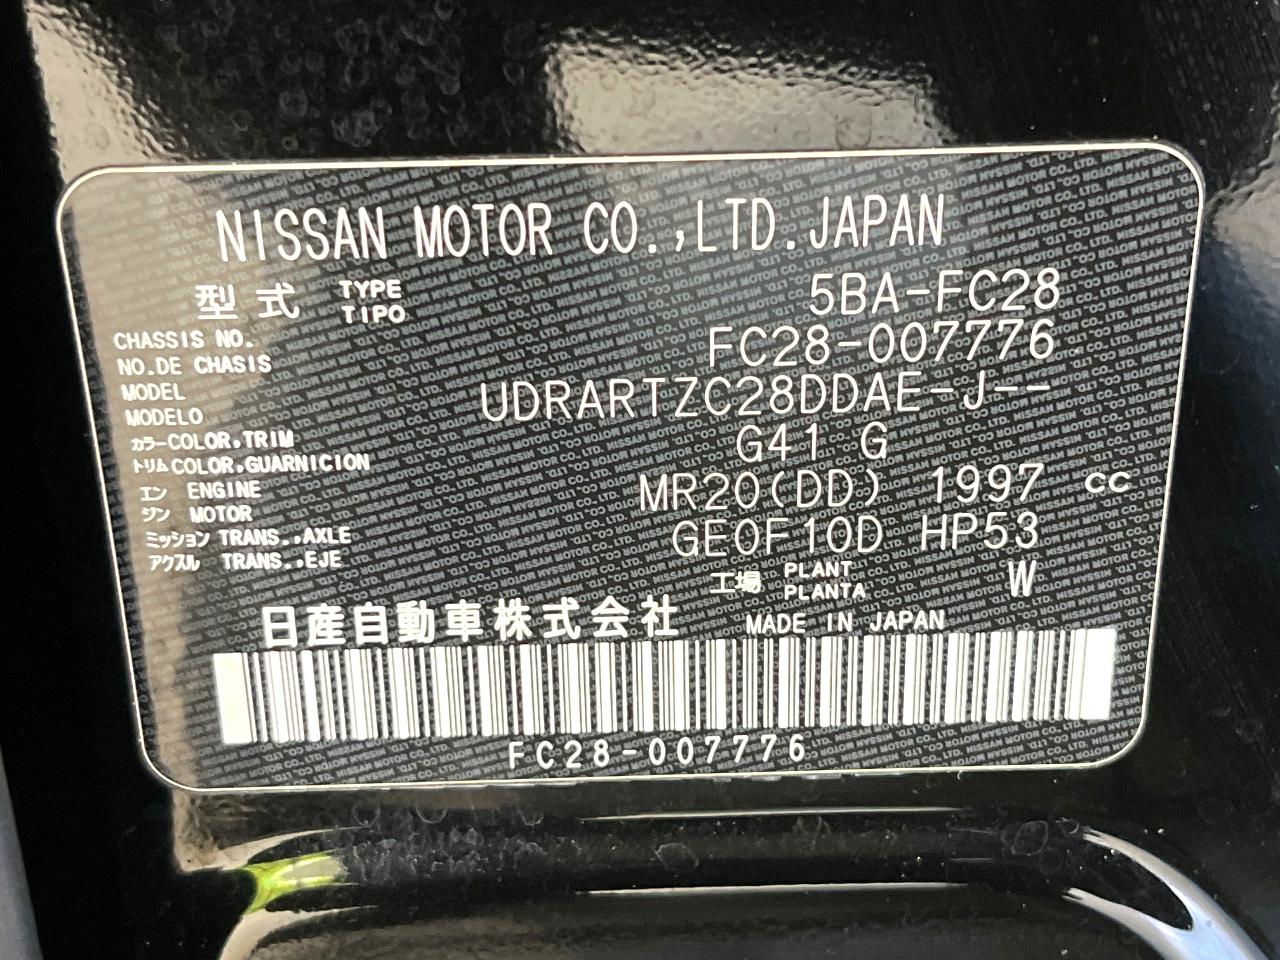 NISSAN MOTOR CO.,LTD.JAPAN
型式 TYPE TIPO 5BA-FC28
CHASSIS NO. NO.DE CHASIS FC28-007776
MODEL MODELO UDRARTZC28DDAE-J--
カラー COLOR,TRIM トリム COLOR,GUARNICION G41 G
エン ENGINE ジン MOTOR MR20(DD) 1997 cc
ミッション TRANS.,AXLE アクスル TRANS.,EJE GE0F10D HP53
工場 PLANT PLANTA W
日産自動車株式会社 MADE IN JAPAN
FC28-007776